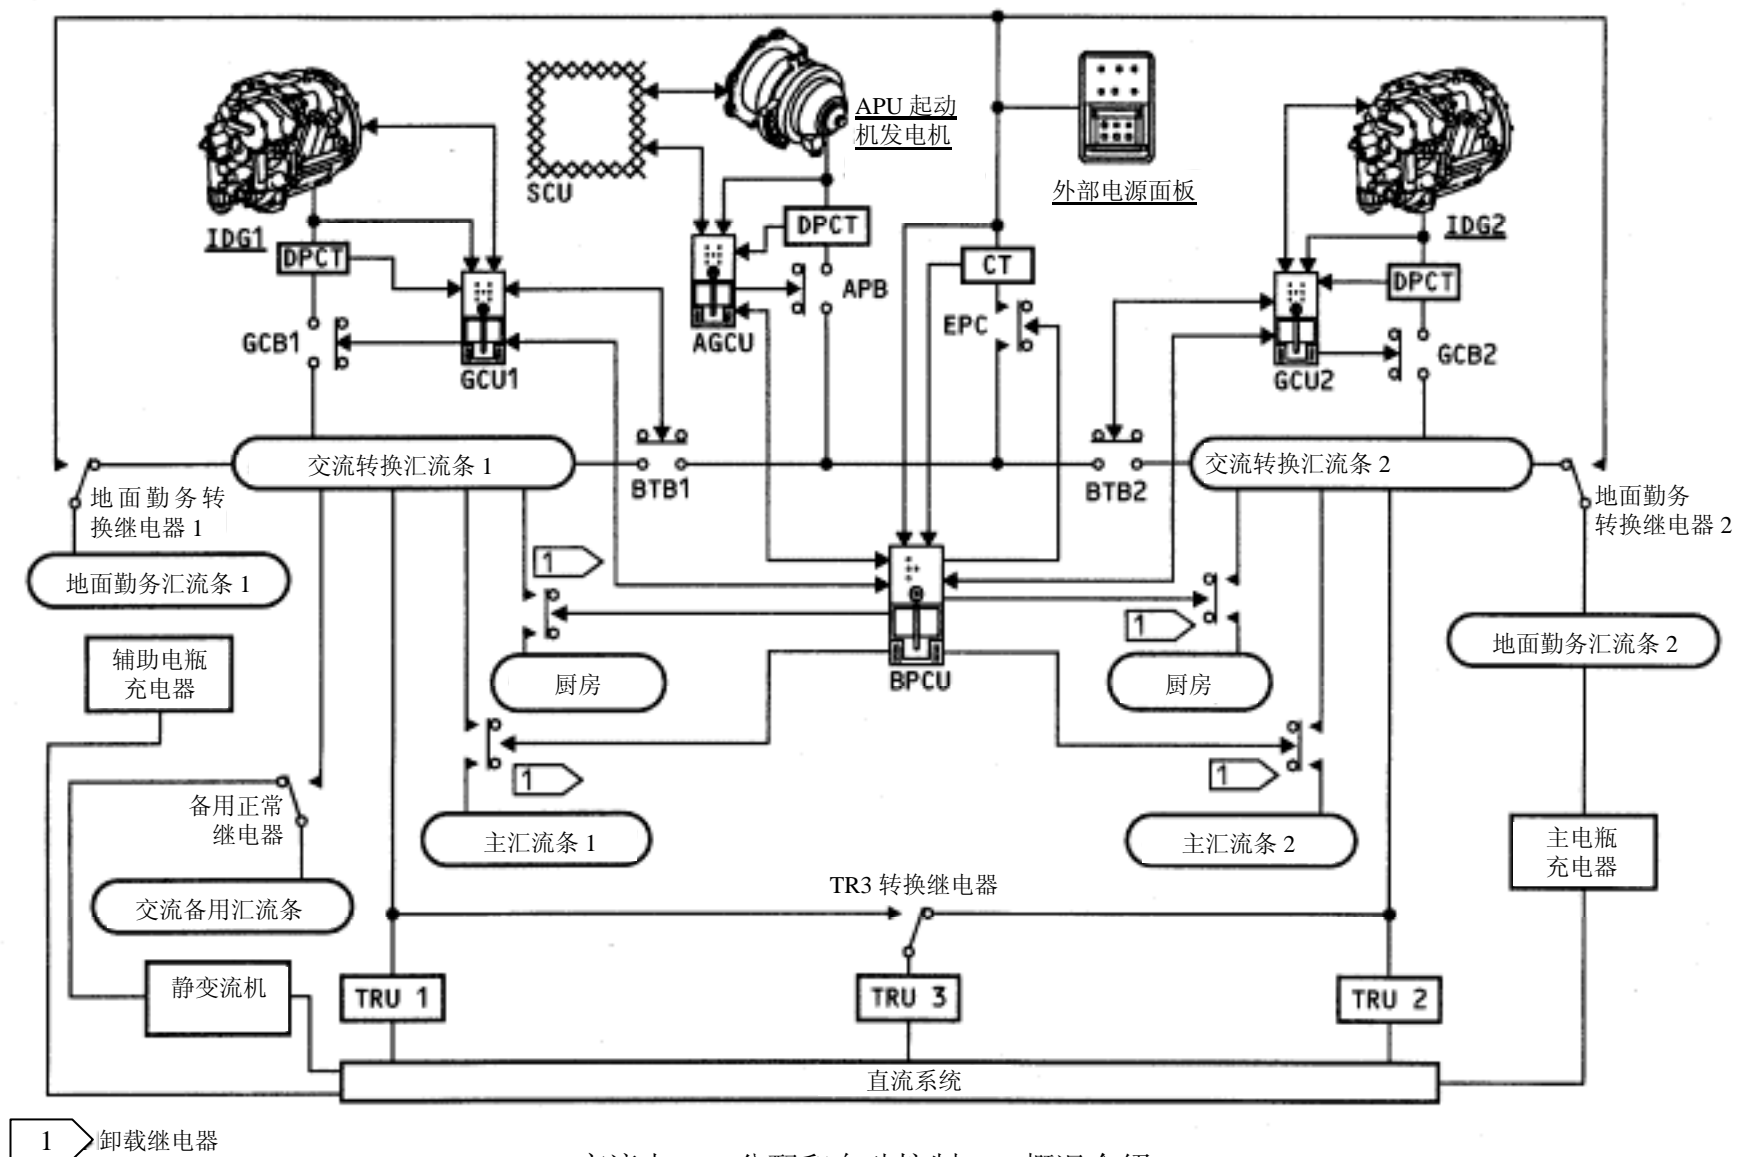 APU 起动
机发电机
外部电源面板
SCU
IDG1
IDG2
DPCT
DPCT
DPCT
CT
APB
EPC
AGCU
GCB1
GCU1
GCU2
GCB2
交流转换汇流条 1
交流转换汇流条 2
BTB1
BTB2
地面勤务转
换继电器 1
地面勤务
转换继电器 2
地面勤务汇流条 1
1
1
地面勤务汇流条 2
辅助电瓶
充电器
厨房
BPCU
厨房
1
1
备用正常
继电器
主汇流条 1
主汇流条 2
主电瓶
充电器
TR3 转换继电器
交流备用汇流条
静变流机
TRU 1
TRU 3
TRU 2
直流系统
1 卸载继电器